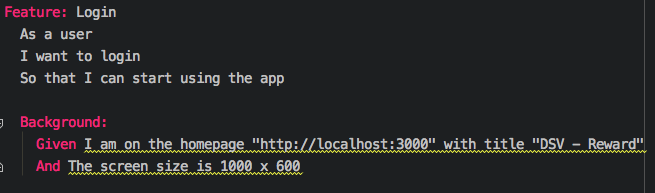 Feature: Login
As a user
I want to login
So that I can start using the app
Background:
Given I am on the homepage "http://localhost:3000" with title "DSV - Reward"
And The screen size is 1000 x 600